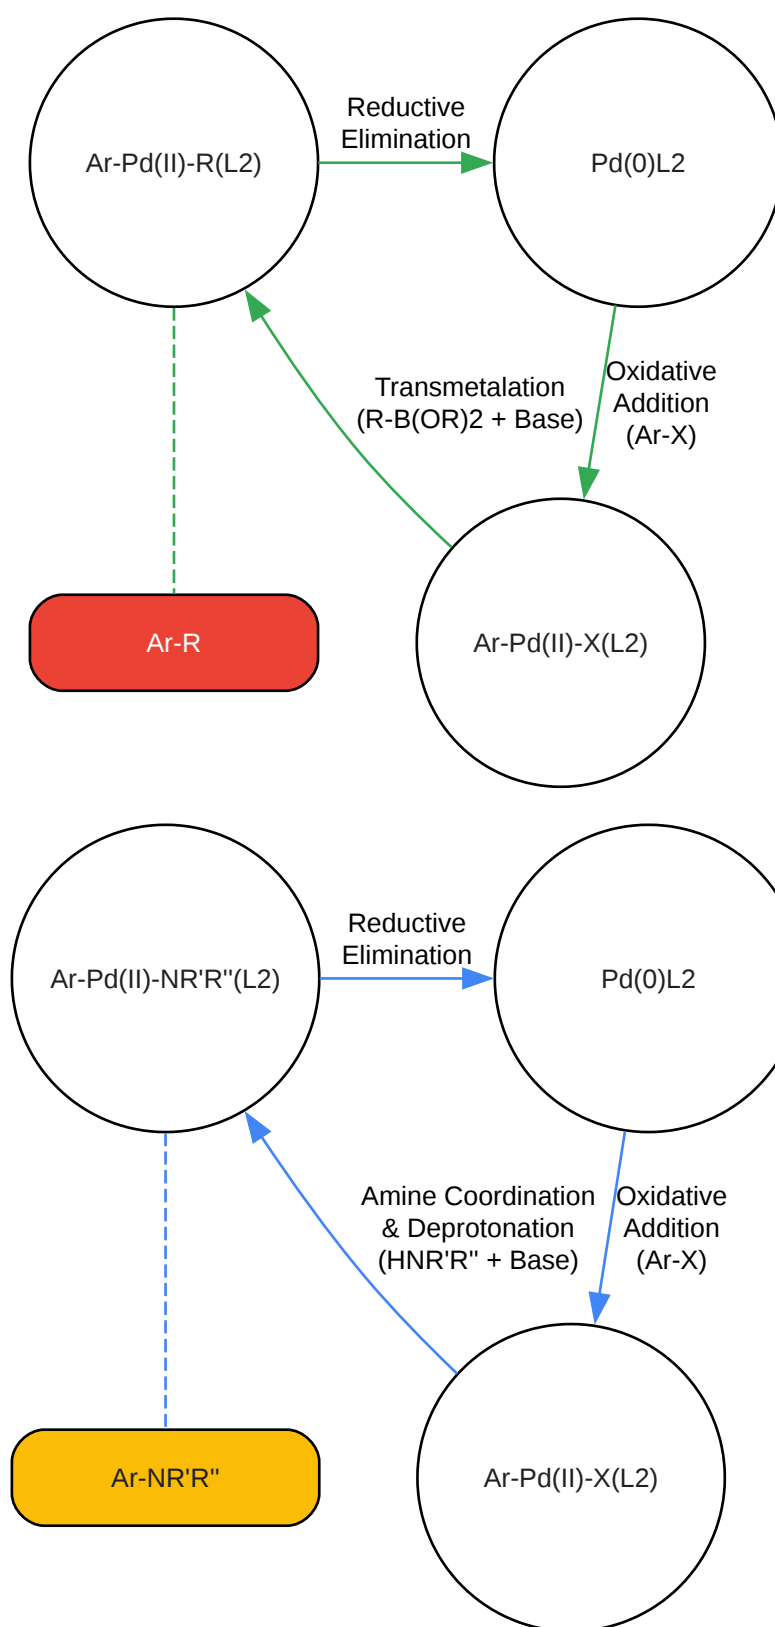 Reductive
Elimination
Ar-Pd(II)-R(L2)
Pd(0)L2
Transmetalation
(R-B(OR)2 + Base)
Oxidative
Addition
(Ar-X)
Ar-R
Ar-Pd(II)-X(L2)
Reductive
Elimination
Ar-Pd(II)-NR'R''(L2)
Pd(0)L2
Amine Coordination
& Deprotonation
(HNR'R'' + Base)
Oxidative
Addition
(Ar-X)
Ar-NR'R''
Ar-Pd(II)-X(L2)